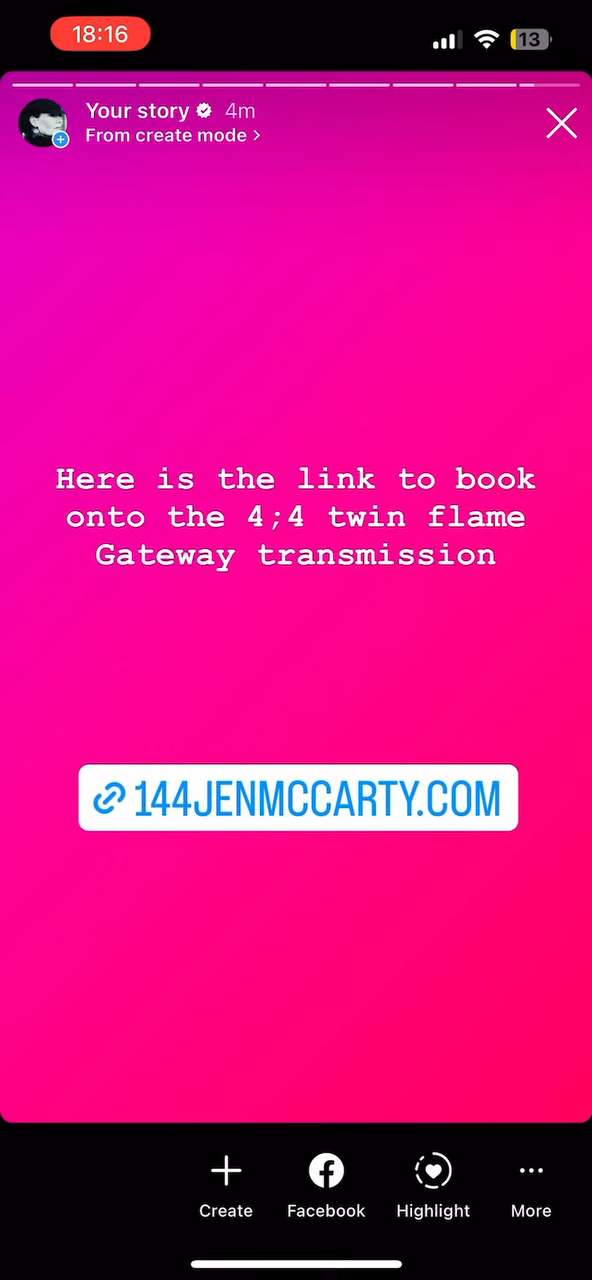 18:16
13
Your story 4m
From create mode >
Here is the link to book
onto the 4;4 twin flame
Gateway transmission
144JENMCCARTY.COM
Create Facebook Highlight More